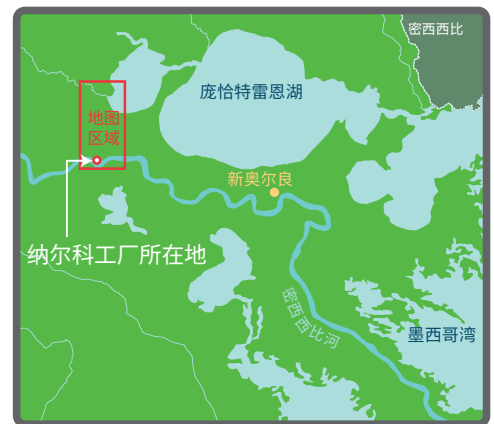 密西西比
庞恰特雷恩湖
地图
区域
新奥尔良
纳尔科工厂所在地
密西西比河
墨西哥湾